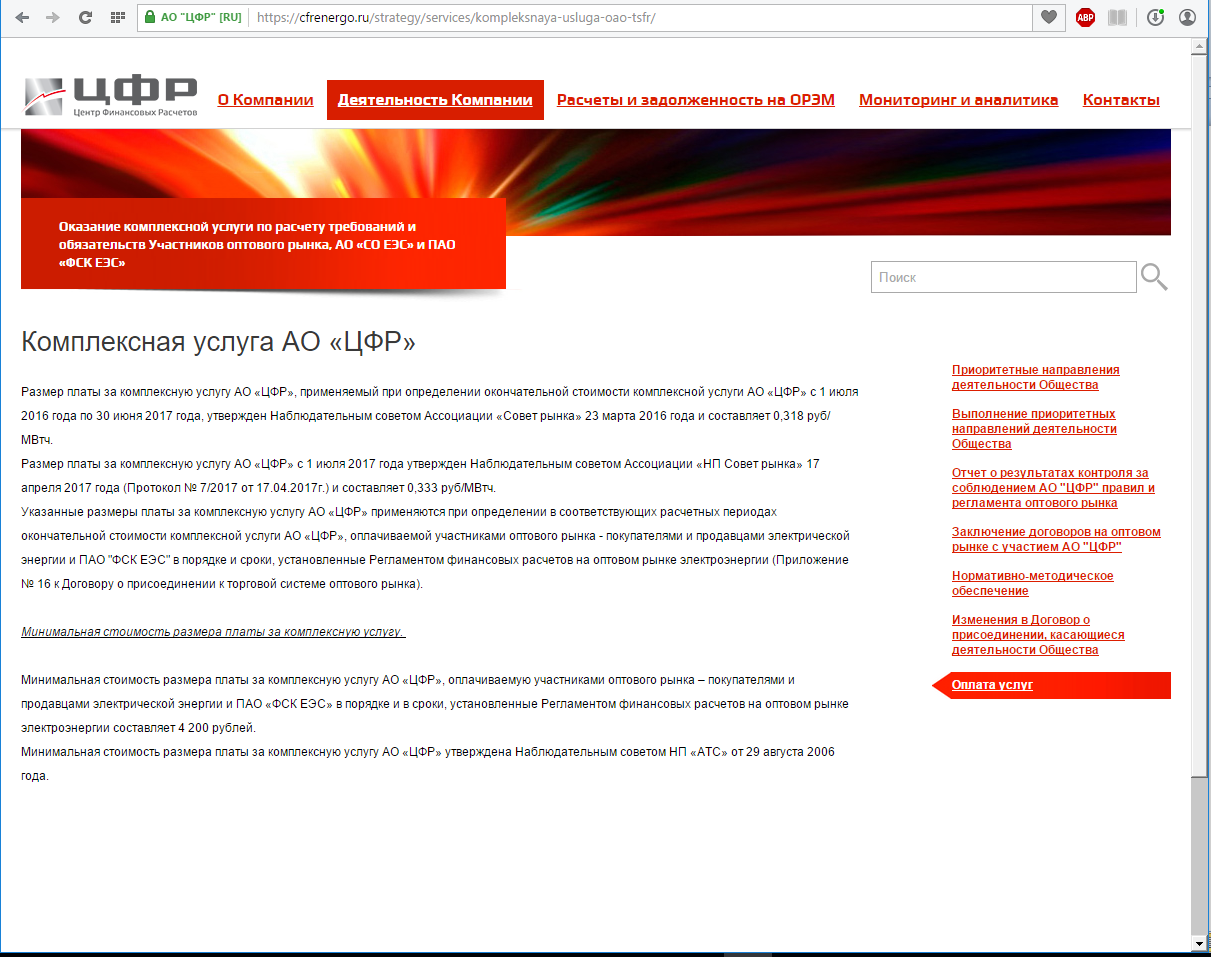 АО "ЦФР" [RU]
https://cfrenergo.ru/strategy/services/kompleksnaya-usluga-oao-tsfr/
ABP
ЦФР
Центр Финансовых Расчетов
О Компании
Деятельность Компании
Расчеты и задолженность на ОРЭМ
Мониторинг и аналитика
Контакты
Оказание комплексной услуги по расчету требований и
обязательств Участников оптового рынка, АО «СО ЕЭС» и ПАО
«ФСК ЕЭС»
Поиск
Комплексная услуга АО «ЦФР»
Размер платы за комплексную услугу АО «ЦФР», применяемый при определении окончательной стоимости комплексной услуги АО «ЦФР» с 1 июля
2016 года по 30 июня 2017 года, утвержден Наблюдательным советом Ассоциации «Совет рынка» 23 марта 2016 года и составляет 0,318 руб/
МВтч.
Размер платы за комплексную услугу АО «ЦФР» с 1 июля 2017 года утвержден Наблюдательным советом Ассоциации «НП Совет рынка» 17
апреля 2017 года (Протокол № 7/2017 от 17.04.2017г.) и составляет 0,333 руб/МВтч.
Указанные размеры платы за комплексную услугу АО «ЦФР» применяются при определении в соответствующих расчетных периодах
окончательной стоимости комплексной услуги АО «ЦФР», оплачиваемой участниками оптового рынка - покупателями и продавцами электрической
энергии и ПАО "ФСК ЕЭС" в порядке и сроки, установленные Регламентом финансовых расчетов на оптовом рынке электроэнергии (Приложение
№ 16 к Договору о присоединении к торговой системе оптового рынка).
Минимальная стоимость размера платы за комплексную услугу.
Минимальная стоимость размера платы за комплексную услугу АО «ЦФР», оплачиваемую участниками оптового рынка – покупателями и
продавцами электрической энергии и ПАО «ФСК ЕЭС» в порядке и в сроки, установленные Регламентом финансовых расчетов на оптовом рынке
электроэнергии составляет 4 200 рублей.
Минимальная стоимость размера платы за комплексную услугу АО «ЦФР» утверждена Наблюдательным советом НП «АТС» от 29 августа 2006
года.
Приоритетные направления
деятельности Общества
Выполнение приоритетных
направлений деятельности
Общества
Отчет о результатах контроля за
соблюдением АО "ЦФР" правил и
регламента оптового рынка
Заключение договоров на оптовом
рынке с участием АО "ЦФР"
Нормативно-методическое
обеспечение
Изменения в Договор о
присоединении, касающиеся
деятельности Общества
Оплата услуг